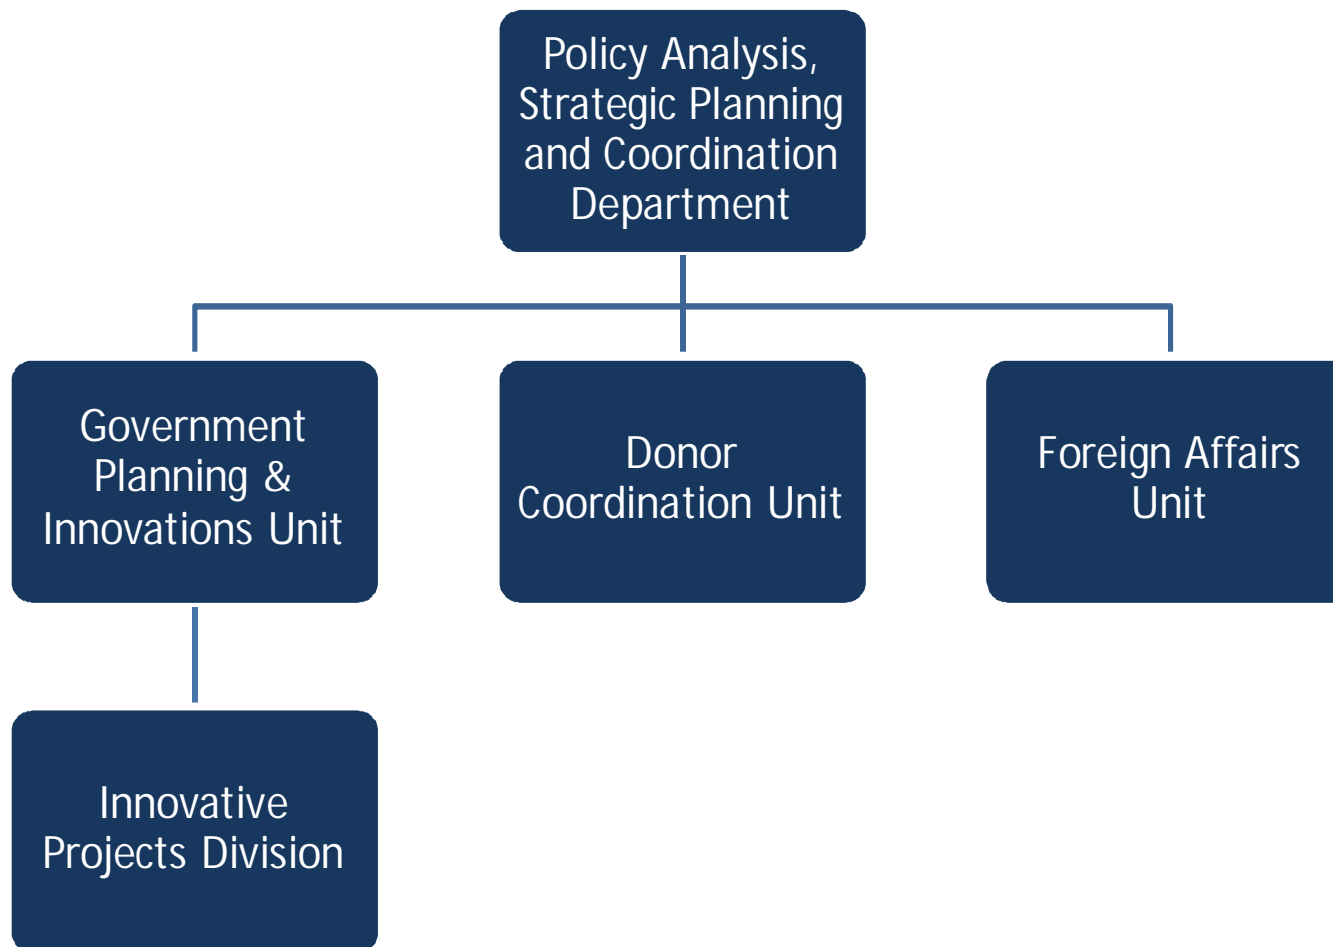 Policy Analysis,
Strategic Planning
and Coordination
Department
Government
Planning &
Innovations Unit
Donor
Coordination Unit
Foreign Affairs
Unit
Innovative
Projects Division